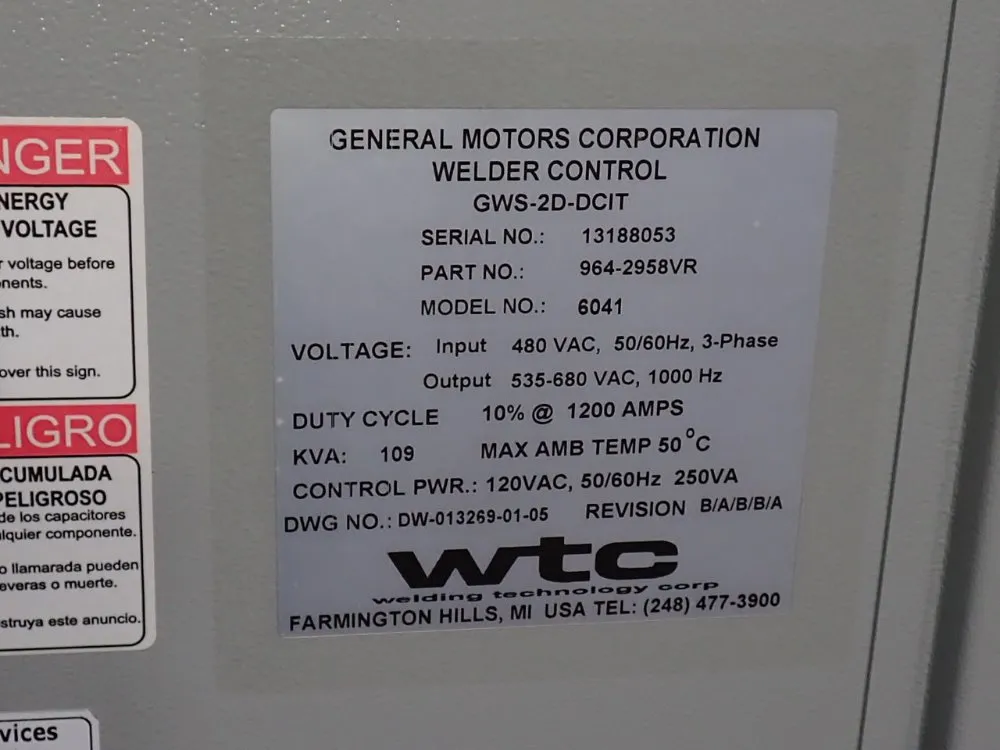 NGER
NERGY
VOLTAGE
r voltage before
nents.
sh may cause
th.
over this sign.
LIGRO
CUMULADA
PELIGROSO
de los capacitores
lquier componente.
o llamarada pueden
everas o muerte.
struya este anuncio.
vices
GENERAL MOTORS CORPORATION
WELDER CONTROL
GWS-2D-DCIT
SERIAL NO.: 13188053
PART NO.: 964-2958VR
MODEL NO.: 6041
VOLTAGE: Input 480 VAC, 50/60Hz, 3-Phase
Output 535-680 VAC, 1000 Hz
DUTY CYCLE 10% @ 1200 AMPS
KVA: 109 MAX AMB TEMP 50°C
CONTROL PWR.: 120VAC, 50/60Hz 250VA
DWG NO.: DW-013269-01-05 REVISION B/A/B/B/A
wtc
welding technology corp
FARMINGTON HILLS, MI USA TEL: (248) 477-3900